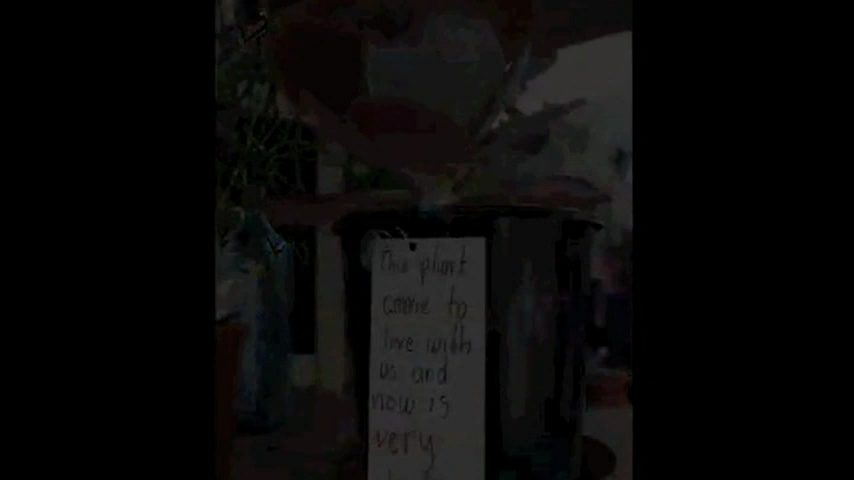 this plant
came to
live with
us and
now is
very